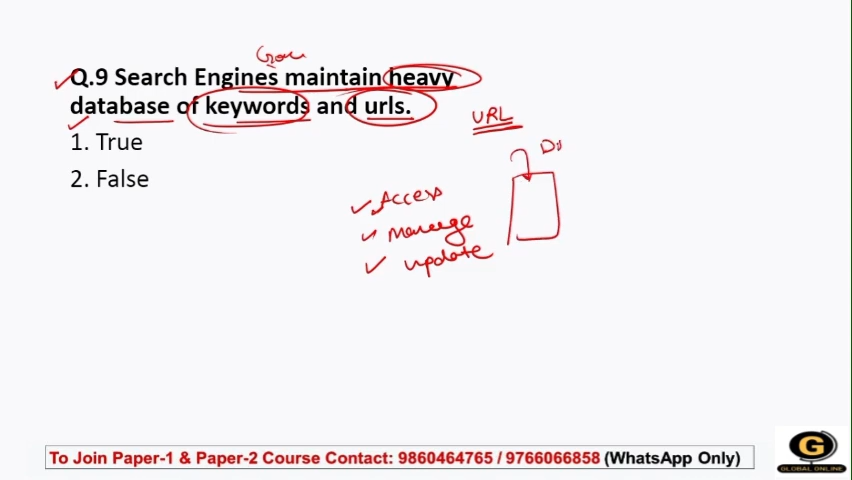 Q.9 Search Engines maintain heavy
database of keywords and urls.
URL
1. True
2. False
Access
Manage
update
To Join Paper-1 & Paper-2 Course Contact: 9860464765 / 9766066858 (WhatsApp Only)
G
GLOBAL ONLINE